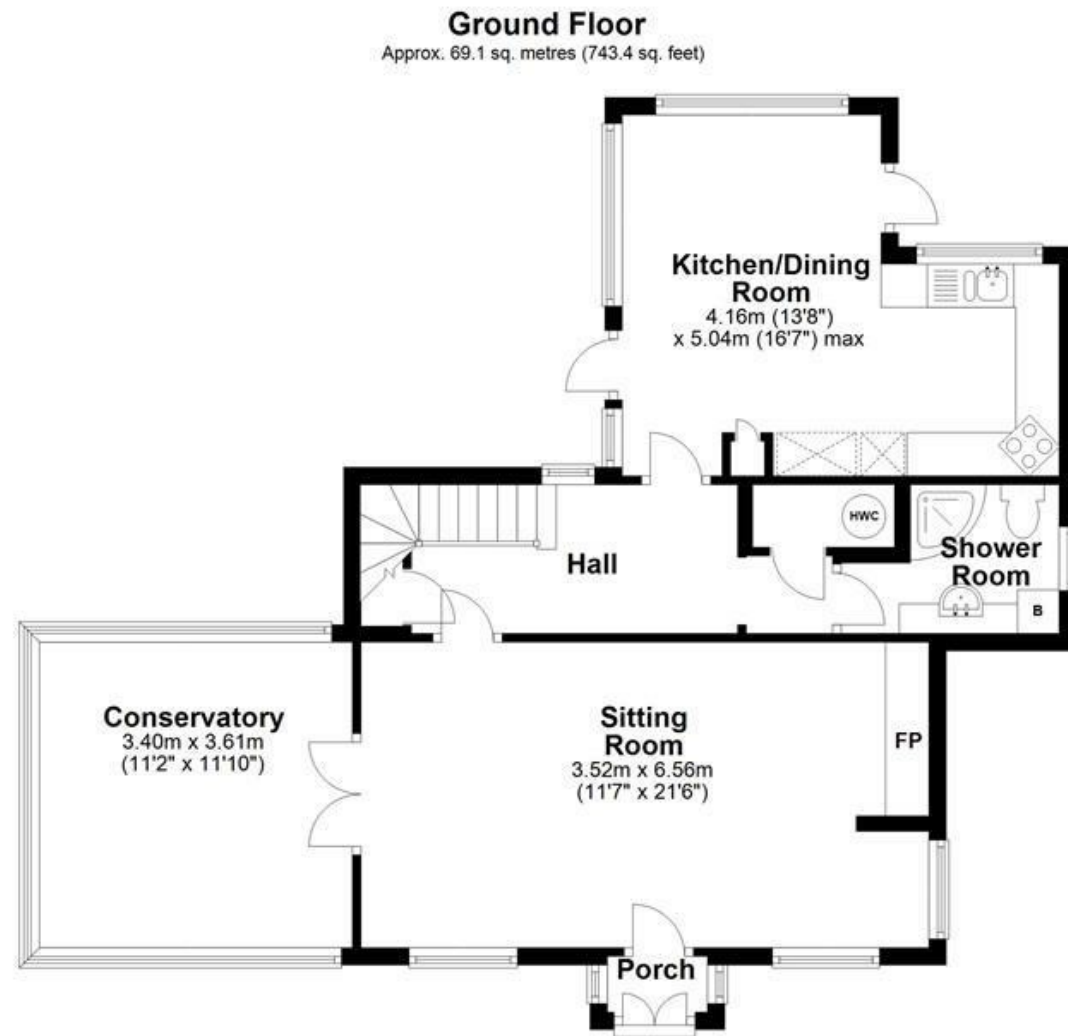 Ground Floor
Approx. 69.1 sq. metres (743.4 sq. feet)
Kitchen/Dining
Room
4.16m (13'8")
x 5.04m (16'7") max
HWC
Hall
Shower
Room
B
Conservatory
3.40m x 3.61m
(11'2" x 11'10")
Sitting
Room
3.52m x 6.56m
(11'7" x 21'6")
FP
Porch